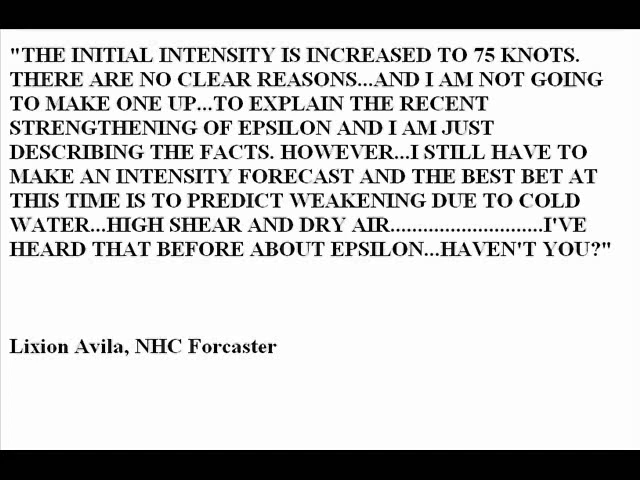 "THE INITIAL INTENSITY IS INCREASED TO 75 KNOTS.
THERE ARE NO CLEAR REASONS...AND I AM NOT GOING
TO MAKE ONE UP...TO EXPLAIN THE RECENT
STRENGTHENING OF EPSILON AND I AM JUST
DESCRIBING THE FACTS. HOWEVER...I STILL HAVE TO
MAKE AN INTENSITY FORECAST AND THE BEST BET AT
THIS TIME IS TO PREDICT WEAKENING DUE TO COLD
WATER...HIGH SHEAR AND DRY AIR............................I'VE
HEARD THAT BEFORE ABOUT EPSILON...HAVEN'T YOU?"
Lixion Avila, NHC Forcaster